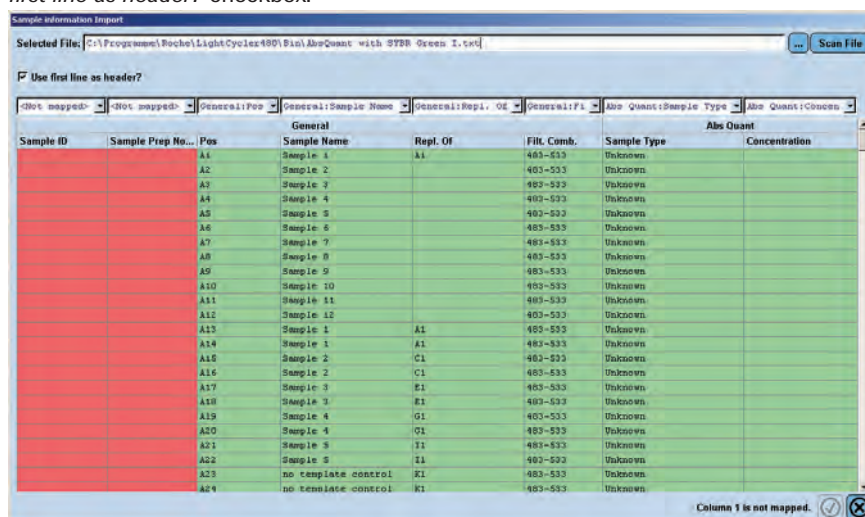 first line as header? checkbox.
Sample information Import
Selected File: C:\Programme\Roche\LightCycler480\Bin\AbsQuant with SYBR Green I.txt ... Scan File
Use first line as header?
<Not mapped> <Not mapped> General:Pos General:Sample Name General:Repl. Of General:Fi Abs Quant:Sample Type Abs Quant:Concen
General Abs Quant
Sample ID Sample Prep No... Pos Sample Name Repl. Of Filt. Comb. Sample Type Concentration
A1 Sample 1 A1 483-533 Unknown
A2 Sample 2 483-533 Unknown
A3 Sample 3 483-533 Unknown
A4 Sample 4 483-533 Unknown
A5 Sample 5 483-533 Unknown
A6 Sample 6 483-533 Unknown
A7 Sample 7 483-533 Unknown
A8 Sample 8 483-533 Unknown
A9 Sample 9 483-533 Unknown
A10 Sample 10 483-533 Unknown
A11 Sample 11 483-533 Unknown
A12 Sample 12 483-533 Unknown
A13 Sample 1 A1 483-533 Unknown
A14 Sample 1 A1 483-533 Unknown
A15 Sample 2 C1 483-533 Unknown
A16 Sample 2 C1 483-533 Unknown
A17 Sample 3 E1 483-533 Unknown
A18 Sample 3 E1 483-533 Unknown
A19 Sample 4 G1 483-533 Unknown
A20 Sample 4 G1 483-533 Unknown
A21 Sample 5 I1 483-533 Unknown
A22 Sample 5 I1 483-533 Unknown
A23 no template control K1 483-533 Unknown
A24 no template control K1 483-533 Unknown
Column 1 is not mapped.